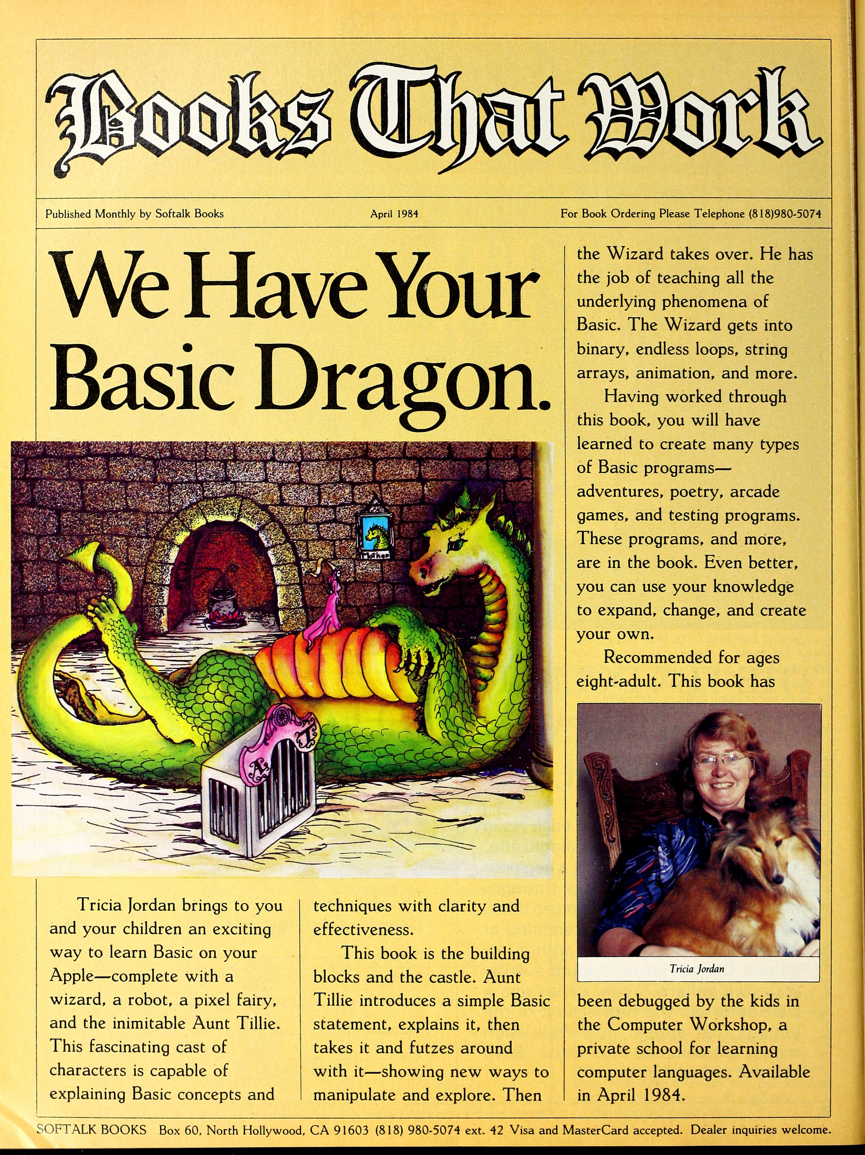 Books That Work
Published Monthly by Softalk Books
April 1984
For Book Ordering Please Telephone (818)980-5074
We Have Your
Basic Dragon.
Mother
Tricia Jordan brings to you
and your children an exciting
way to learn Basic on your
Apple—complete with a
wizard, a robot, a pixel fairy,
and the inimitable Aunt Tillie.
This fascinating cast of
characters is capable of
explaining Basic concepts and
techniques with clarity and
effectiveness.
This book is the building
blocks and the castle. Aunt
Tillie introduces a simple Basic
statement, explains it, then
takes it and futzes around
with it—showing new ways to
manipulate and explore. Then
the Wizard takes over. He has
the job of teaching all the
underlying phenomena of
Basic. The Wizard gets into
binary, endless loops, string
arrays, animation, and more.
Having worked through
this book, you will have
learned to create many types
of Basic programs—
adventures, poetry, arcade
games, and testing programs.
These programs, and more,
are in the book. Even better,
you can use your knowledge
to expand, change, and create
your own.
Recommended for ages
eight-adult. This book has
Tricia Jordan
been debugged by the kids in
the Computer Workshop, a
private school for learning
computer languages. Available
in April 1984.
SOFTALK BOOKS Box 60, North Hollywood, CA 91603 (818) 980-5074 ext. 42 Visa and MasterCard accepted. Dealer inquiries welcome.